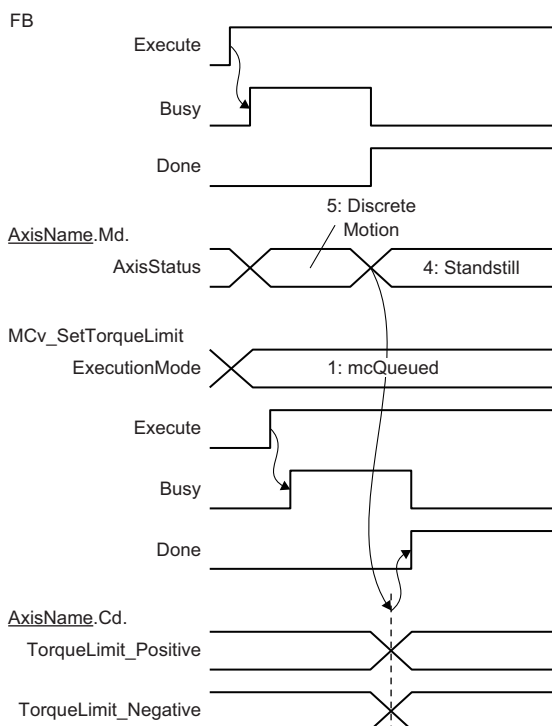 FB
Execute
Busy
Done
5: Discrete
Motion
AxisName.Md.
AxisStatus
4: Standstill
MCv_SetTorqueLimit
ExecutionMode
1: mcQueued
Execute
Busy
Done
AxisName.Cd.
TorqueLimit_Positive
TorqueLimit_Negative